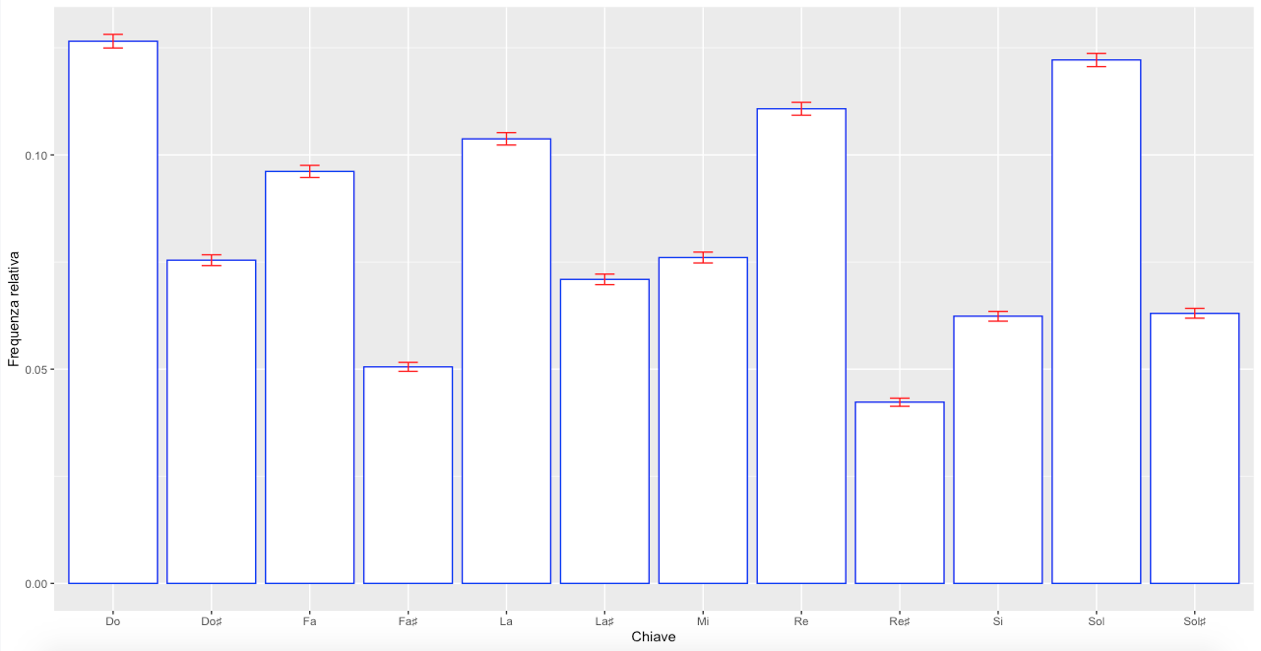 Frequenza relativa
0.10
0.05
0.00
Do Do♯ Fa Fa♯ La La♯ Mi Re Re♯ Si Sol Sol♯
Chiave